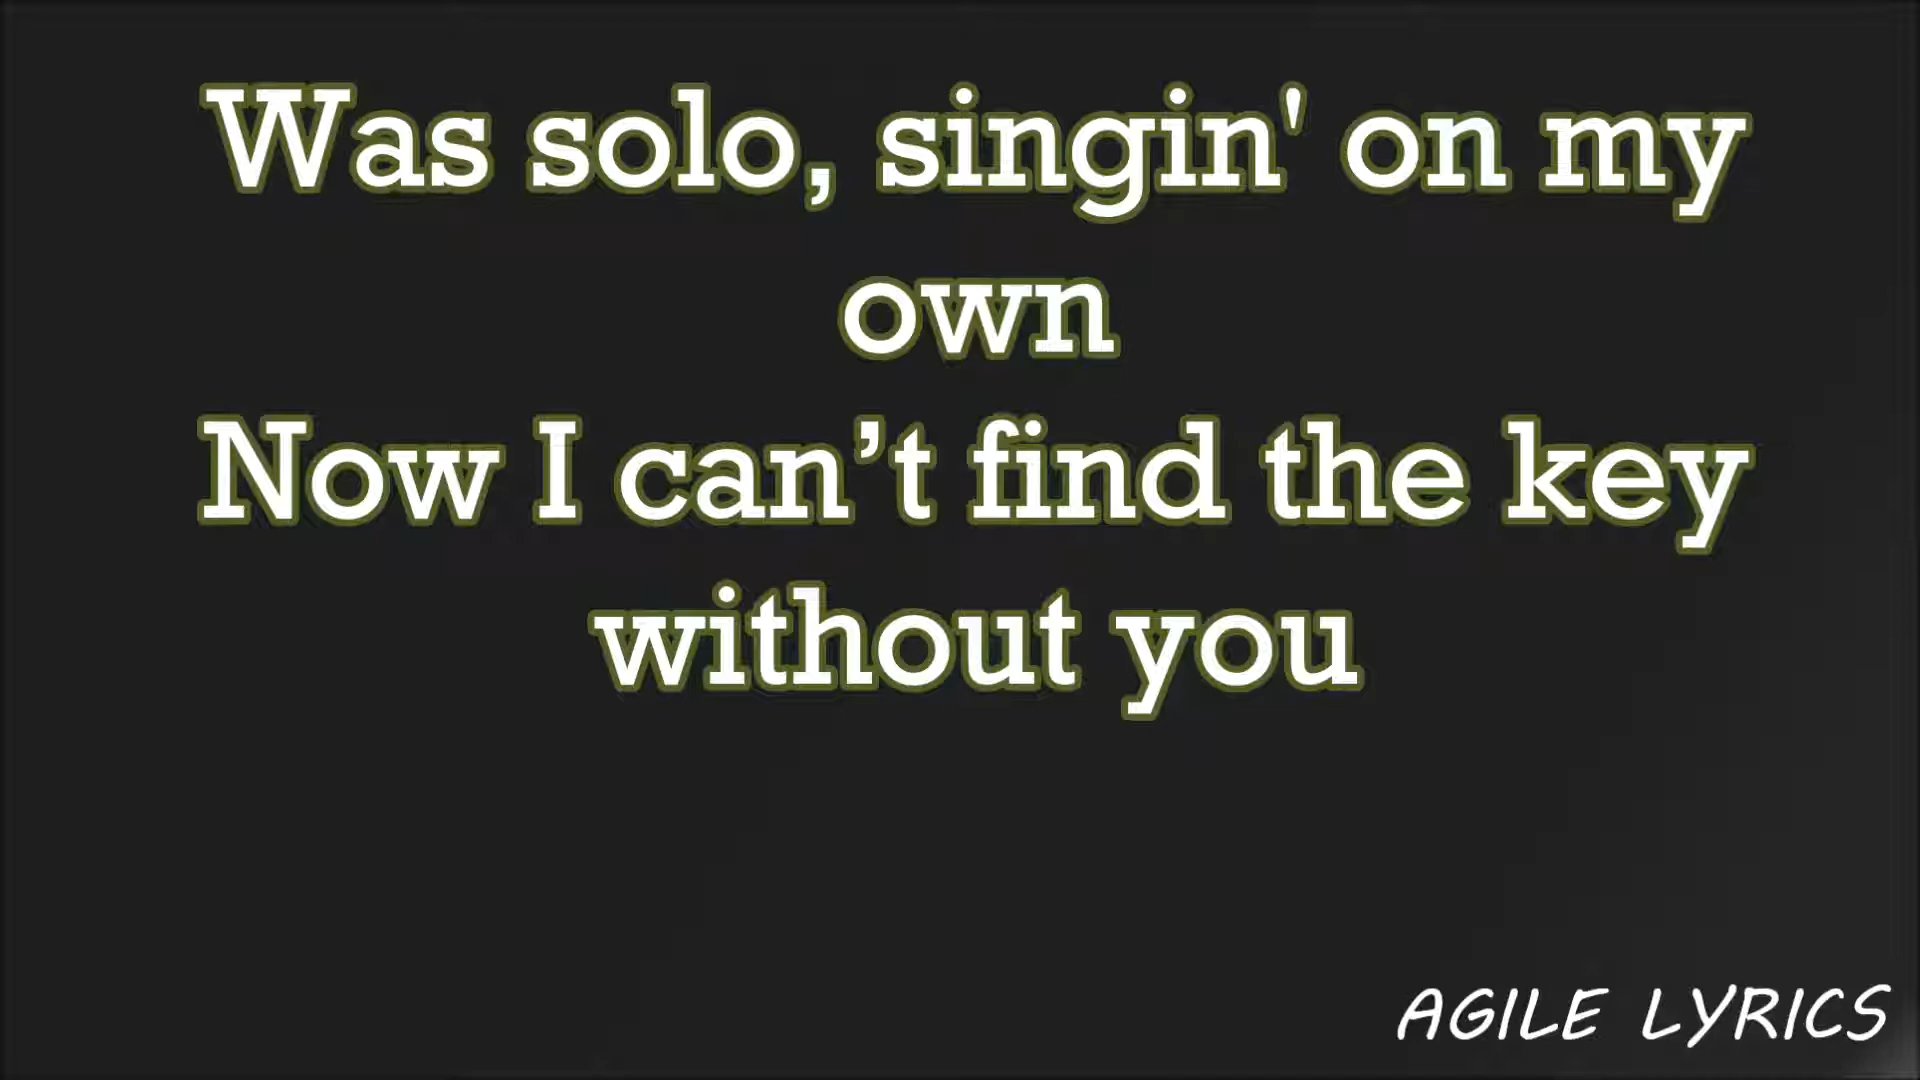 Was solo, singin' on my
own
Now I can’t find the key
without you
AGILE LYRICS